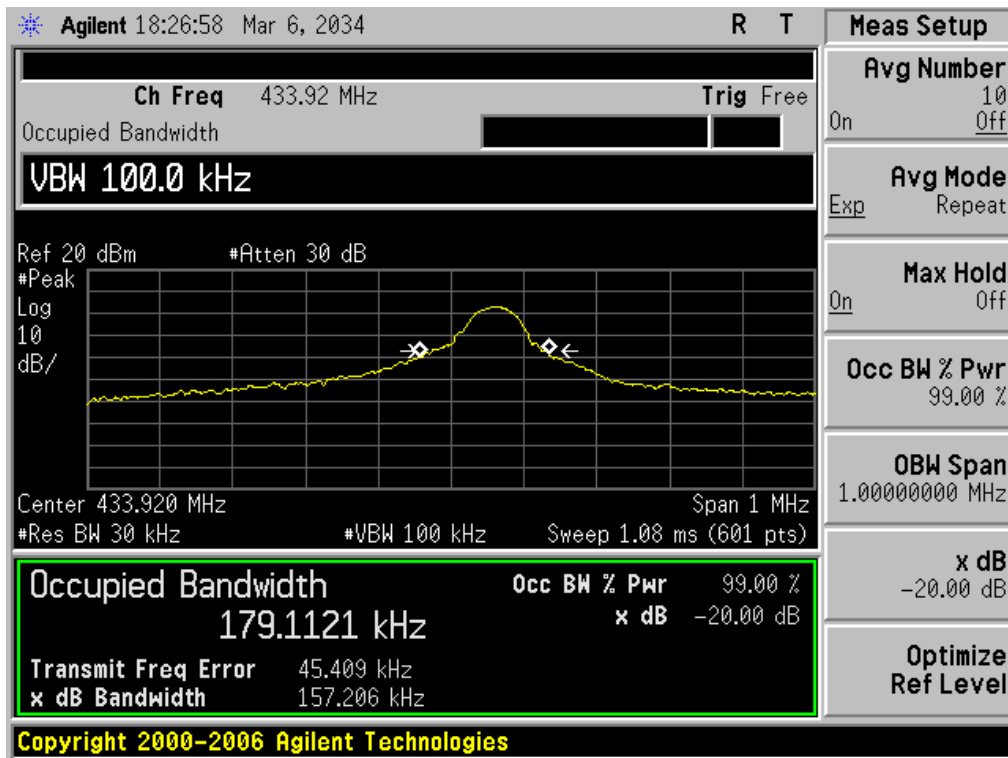 Agilent 18:26:58 Mar 6, 2034 R T
Ch Freq 433.92 MHz Trig Free
Occupied Bandwidth
VBW 100.0 kHz
Ref 20 dBm #Atten 30 dB
#Peak
Log
10
dB/
Center 433.920 MHz Span 1 MHz
#Res BW 30 kHz #VBW 100 kHz Sweep 1.08 ms (601 pts)
Occupied Bandwidth
179.1121 kHz
Occ BW % Pwr 99.00 %
x dB -20.00 dB
Transmit Freq Error 45.409 kHz
x dB Bandwidth 157.206 kHz
Copyright 2000-2006 Agilent Technologies
Meas Setup
Avg Number
10
On Off
Avg Mode
Exp Repeat
Max Hold
On Off
Occ BW % Pwr
99.00 %
OBW Span
1.00000000 MHz
x dB
-20.00 dB
Optimize
Ref Level